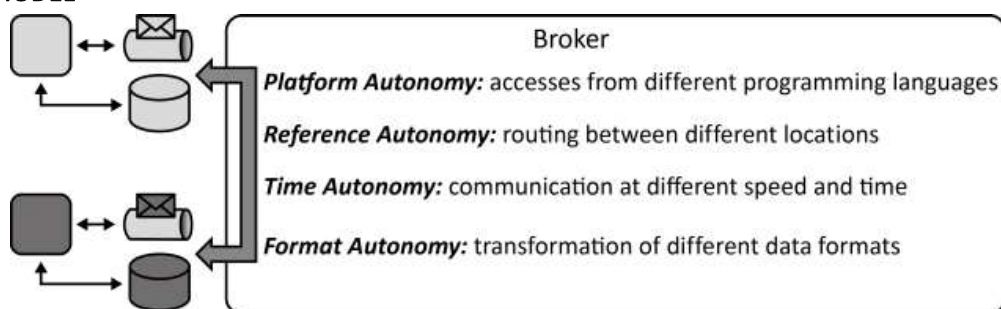 Broker
Platform Autonomy: accesses from different programming languages
Reference Autonomy: routing between different locations
Time Autonomy: communication at different speed and time
Format Autonomy: transformation of different data formats